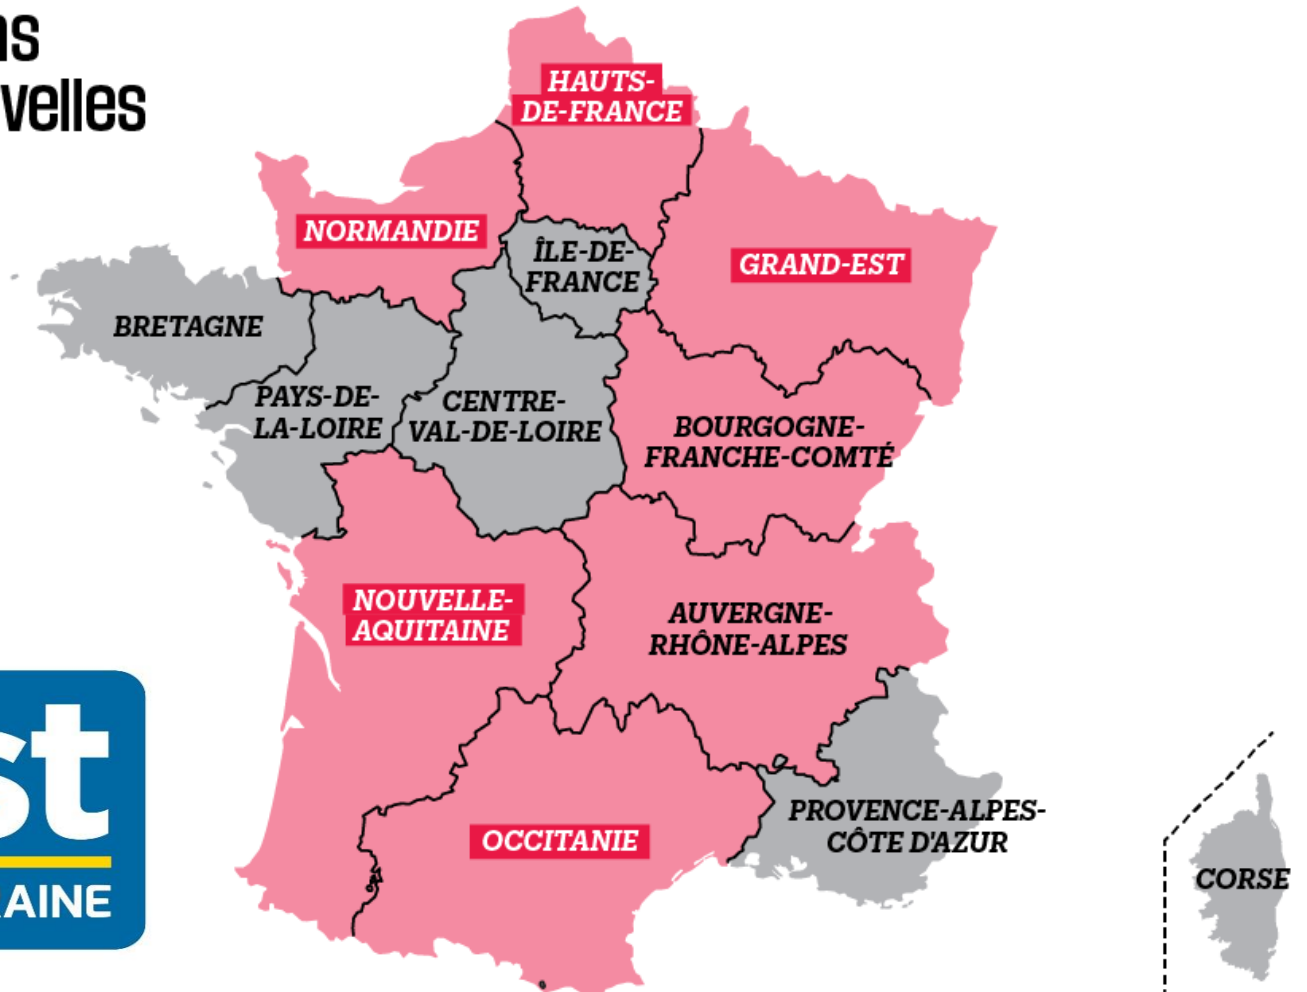 velles
HAUTS-
DE-FRANCE
NORMANDIE
ÎLE-DE-
FRANCE
GRAND-EST
BRETAGNE
PAYS-DE-
LA-LOIRE
CENTRE-
VAL-DE-LOIRE
BOURGOGNE-
FRANCHE-COMTÉ
NOUVELLE-
AQUITAINE
AUVERGNE-
RHÔNE-ALPES
OCCITANIE
PROVENCE-ALPES-
CÔTE D'AZUR
CORSE
st
AINE